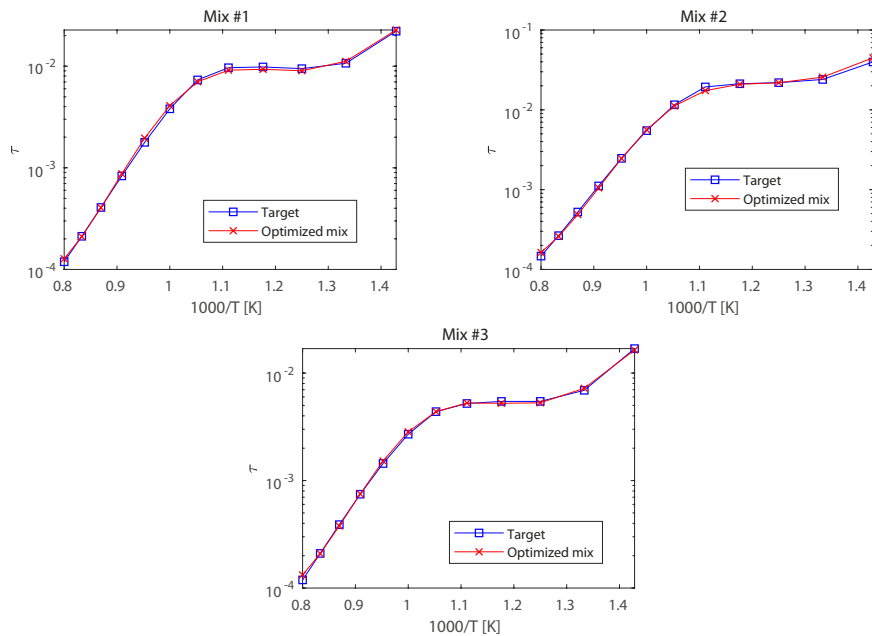 Mix #1
10^-2
10^-3
10^-4
τ
Target
Optimized mix
0.8 0.9 1 1.1 1.2 1.3 1.4
1000/T [K]
Mix #2
10^-1
10^-2
10^-3
10^-4
τ
Target
Optimized mix
0.8 0.9 1 1.1 1.2 1.3 1.4
1000/T [K]
Mix #3
10^-2
10^-3
10^-4
τ
Target
Optimized mix
0.8 0.9 1 1.1 1.2 1.3 1.4
1000/T [K]